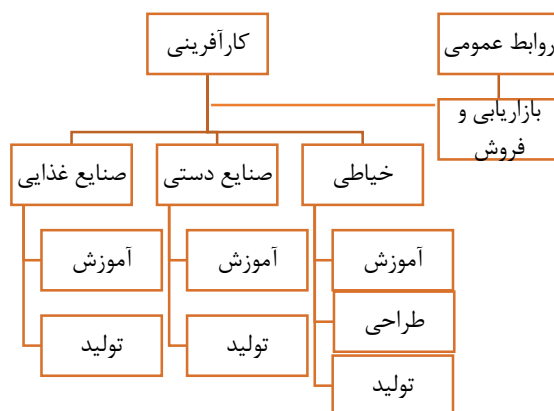 روابط عمومی
کارآفرینی
بازاریابی و
فروش
خیاطی
صنایع دستی
صنایع غذایی
آموزش
آموزش
آموزش
طراحی
تولید
تولید
تولید